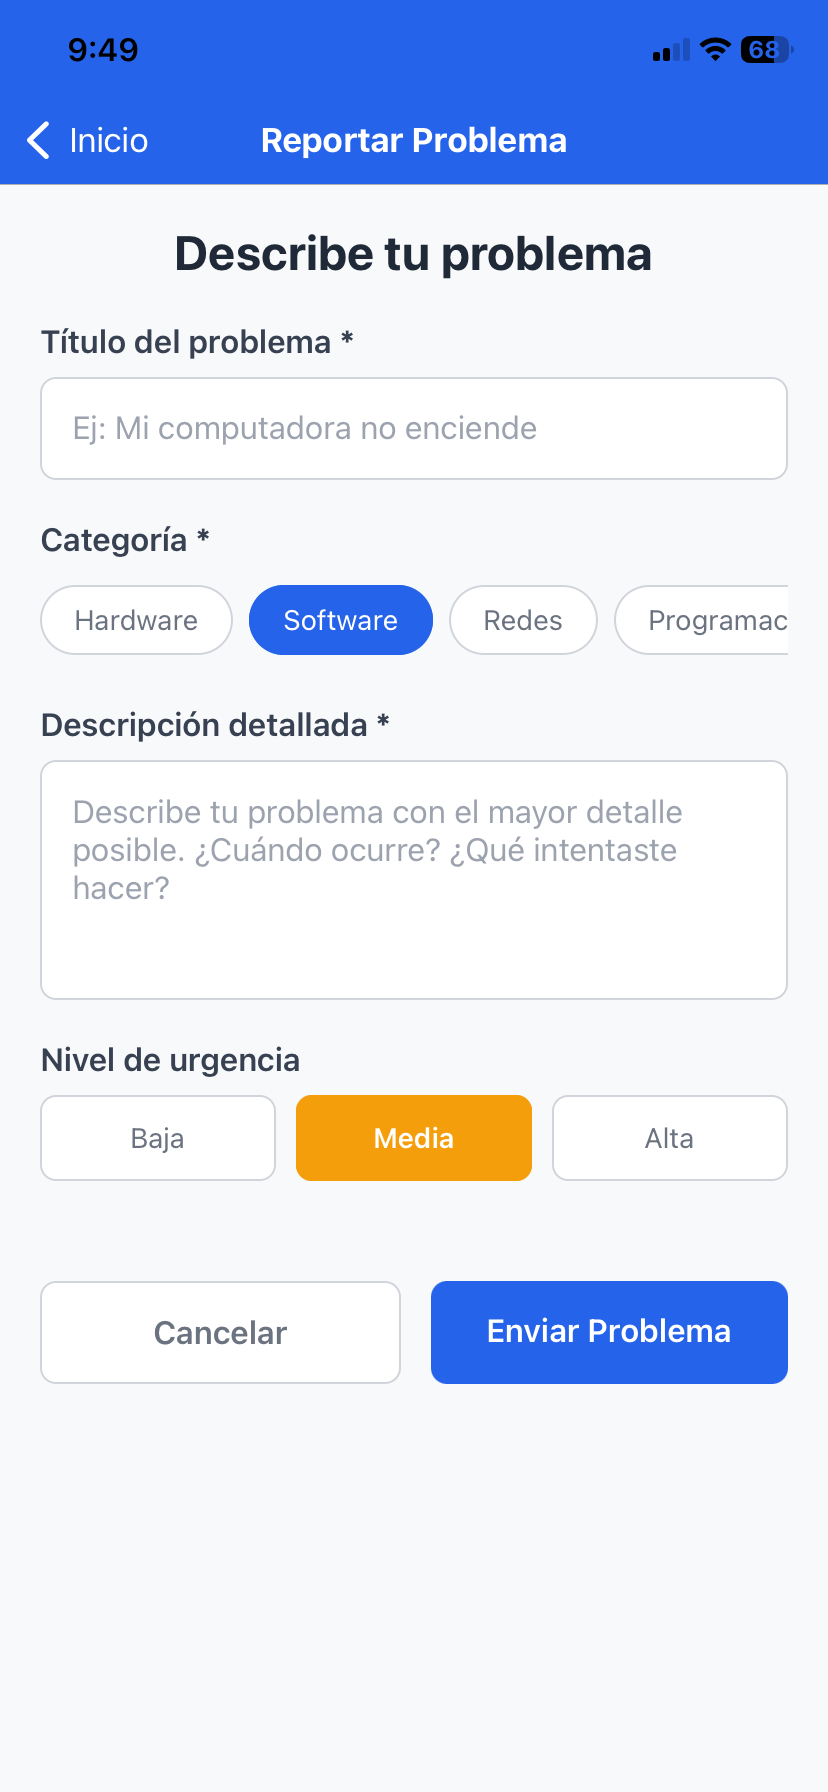 9:49
68
Inicio
Reportar Problema
Describe tu problema
Título del problema *
Ej: Mi computadora no enciende
Categoría *
Hardware
Software
Redes
Programac
Descripción detallada *
Describe tu problema con el mayor detalle
posible. ¿Cuándo ocurre? ¿Qué intentaste
hacer?
Nivel de urgencia
Baja
Media
Alta
Cancelar
Enviar Problema